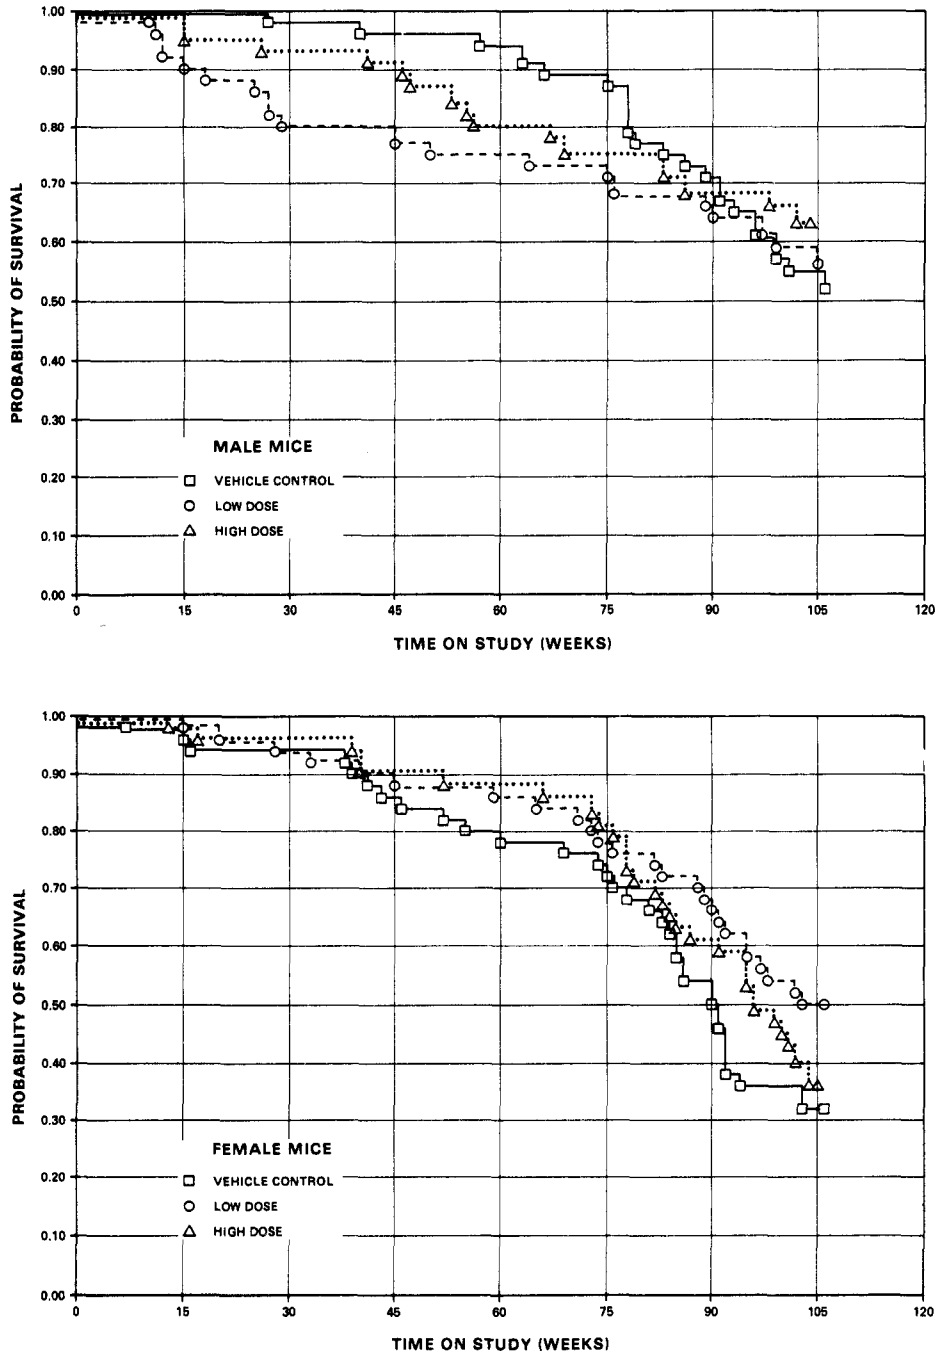 1.00
0.90
0.80
0.70
0.60
0.50
0.40
0.30
0.20
0.10
0.00
PROBABILITY OF SURVIVAL
MALE MICE
VEHICLE CONTROL
LOW DOSE
HIGH DOSE
0 15 30 45 60 75 90 105 120
TIME ON STUDY (WEEKS)
1.00
0.90
0.80
0.70
0.60
0.50
0.40
0.30
0.20
0.10
0.00
PROBABILITY OF SURVIVAL
FEMALE MICE
VEHICLE CONTROL
LOW DOSE
HIGH DOSE
0 15 30 45 60 75 90 105 120
TIME ON STUDY (WEEKS)